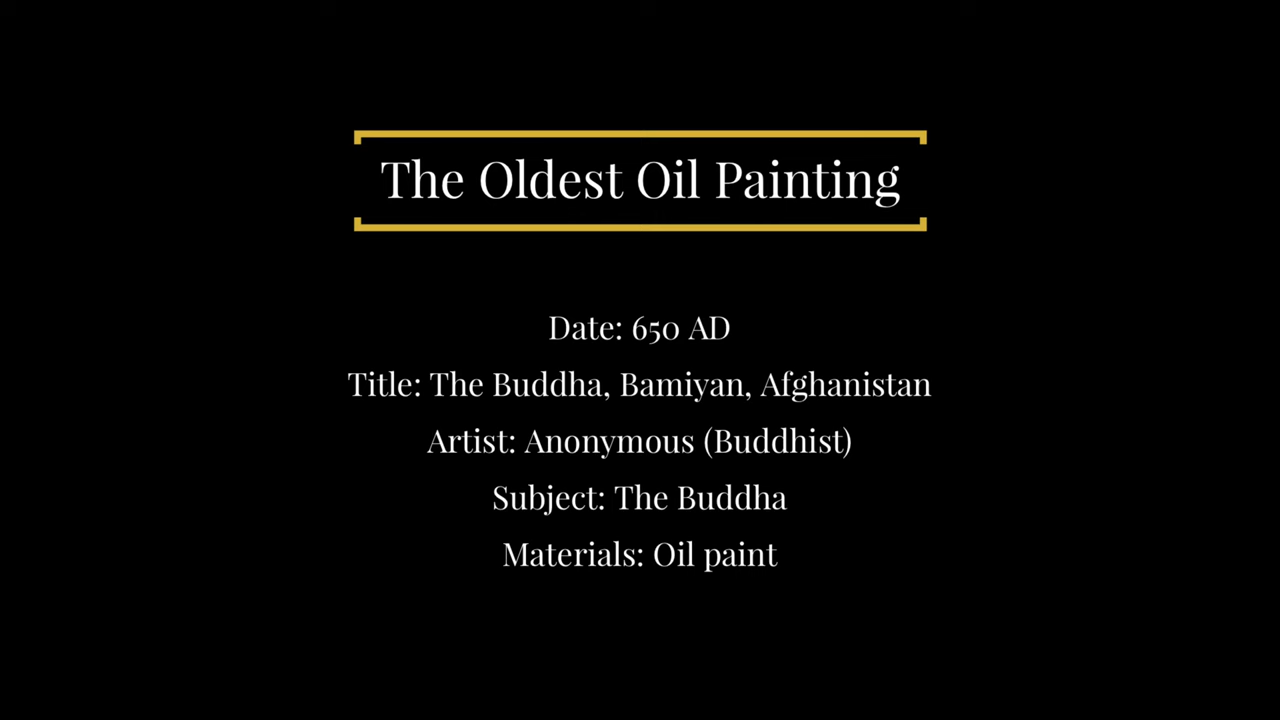 The Oldest Oil Painting
Date: 650 AD
Title: The Buddha, Bamiyan, Afghanistan
Artist: Anonymous (Buddhist)
Subject: The Buddha
Materials: Oil paint